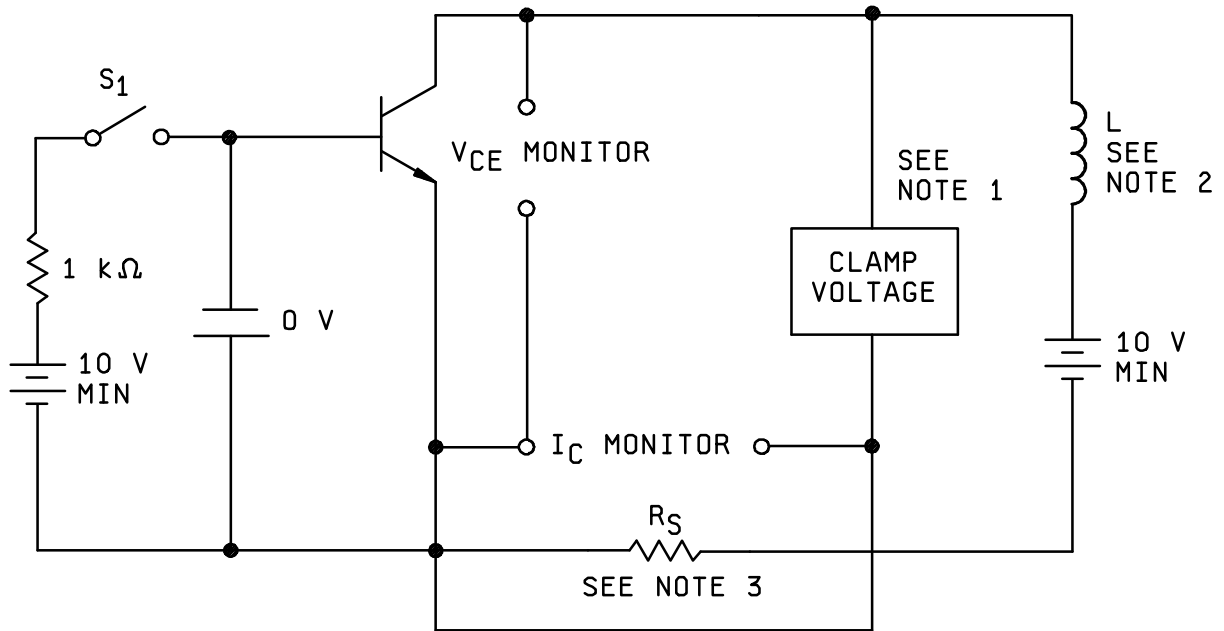 S1
VCE MONITOR
SEE
NOTE 1
L
SEE
NOTE 2
1 kΩ
CLAMP
VOLTAGE
0 V
10 V
MIN
10 V
MIN
IC MONITOR
RS
SEE NOTE 3